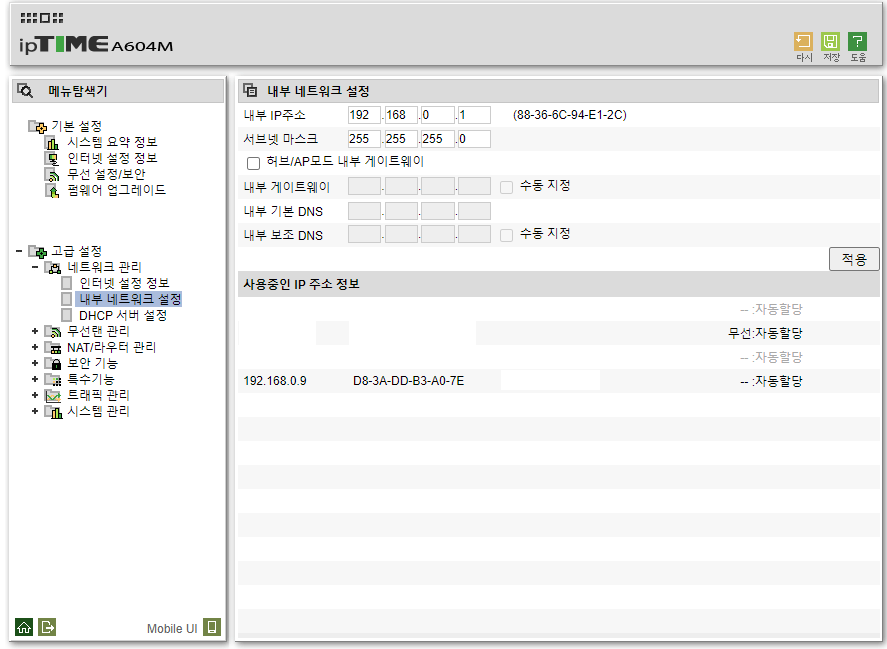 ipTIME A604M
다시 저장 도움
메뉴탐색기
기본 설정
시스템 요약 정보
인터넷 설정 정보
무선 설정/보안
펌웨어 업그레이드
고급 설정
네트워크 관리
인터넷 설정 정보
내부 네트워크 설정
DHCP 서버 설정
무선랜 관리
NAT/라우터 관리
보안 기능
특수기능
트래픽 관리
시스템 관리
Mobile UI
내부 네트워크 설정
내부 IP주소 192 . 168 . 0 . 1 (88-36-6C-94-E1-2C)
서브넷 마스크 255 . 255 . 255 . 0
허브/AP모드 내부 게이트웨이
내부 게이트웨이 . . . 수동 지정
내부 기본 DNS . . .
내부 보조 DNS . . . 수동 지정
적용
사용중인 IP 주소 정보
-- :자동할당
무선:자동할당
-- :자동할당
192.168.0.9 D8-3A-DD-B3-A0-7E -- :자동할당